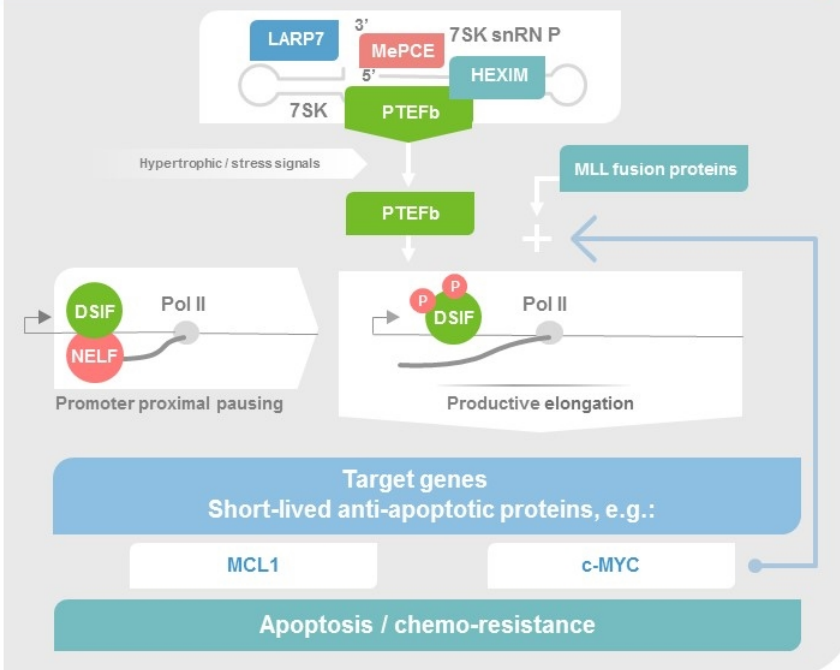 LARP7
3’
7SK snRN P
MePCE
5’
HEXIM
7SK
PTEFb
Hypertrophic / stress signals
MLL fusion proteins
PTEFb
+
DSIF
Pol II
NELF
P
P
DSIF
Pol II
Promoter proximal pausing
Productive elongation
Target genes
Short-lived anti-apoptotic proteins, e.g.:
MCL1
c-MYC
Apoptosis / chemo-resistance